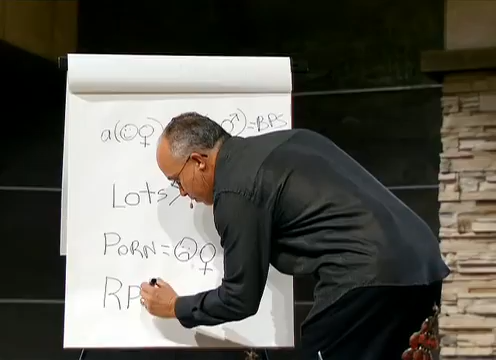 a(☹♀) ♂)=BPS
Lots/
PORN=☹♀
Rp